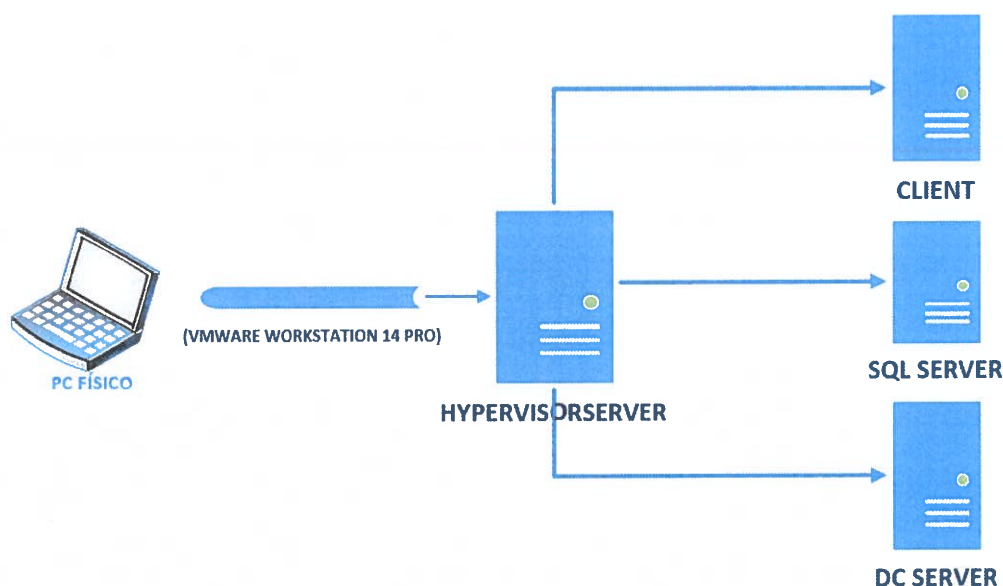 CLIENT
(VMWARE WORKSTATION 14 PRO)
PC FÍSICO
SQL SERVER
HYPERVISORSERVER
DC SERVER